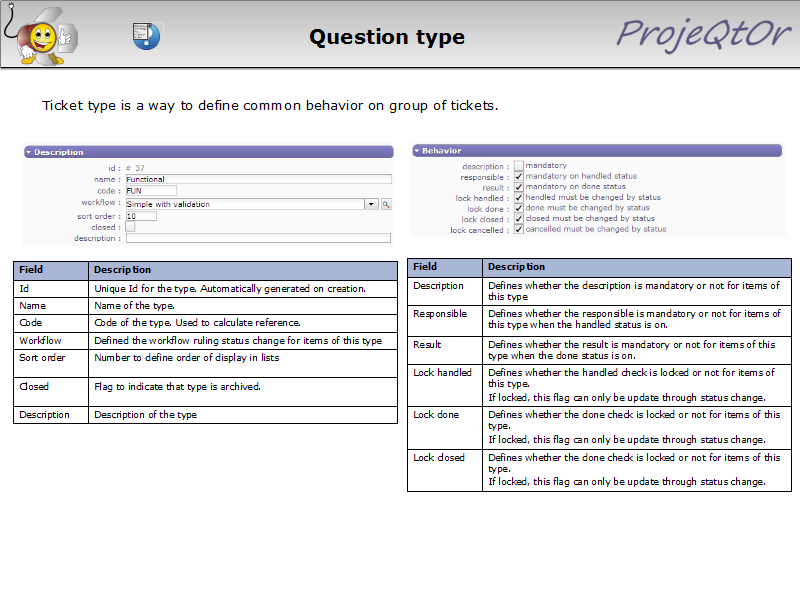 Question type
ProjeQtOr
Ticket type is a way to define common behavior on group of tickets.
Description
id : # 37
name : Functional
code : FUN
workflow : Simple with validation
sort order : 10
closed :
description :
Behavior
description : mandatory
responsible : mandatory on handled status
result : mandatory on done status
lock handled : handled must be changed by status
lock done : done must be changed by status
lock closed : closed must be changed by status
lock cancelled : cancelled must be changed by status
Field Description
Id Unique Id for the type. Automatically generated on creation.
Name Name of the type.
Code Code of the type. Used to calculate reference.
Workflow Defined the workflow ruling status change for items of this type
Sort order Number to define order of display in lists
Closed Flag to indicate that type is archived.
Description Description of the type
Field Description
Description Defines whether the description is mandatory or not for items of
this type
Responsible Defines whether the responsible is mandatory or not for items of
this type when the handled status is on.
Result Defines whether the result is mandatory or not for items of this
type when the done status is on.
Lock handled Defines whether the handled check is locked or not for items of
this type.
If locked, this flag can only be update through status change.
Lock done Defines whether the done check is locked or not for items of this
type.
If locked, this flag can only be update through status change.
Lock closed Defines whether the done check is locked or not for items of this
type.
If locked, this flag can only be update through status change.